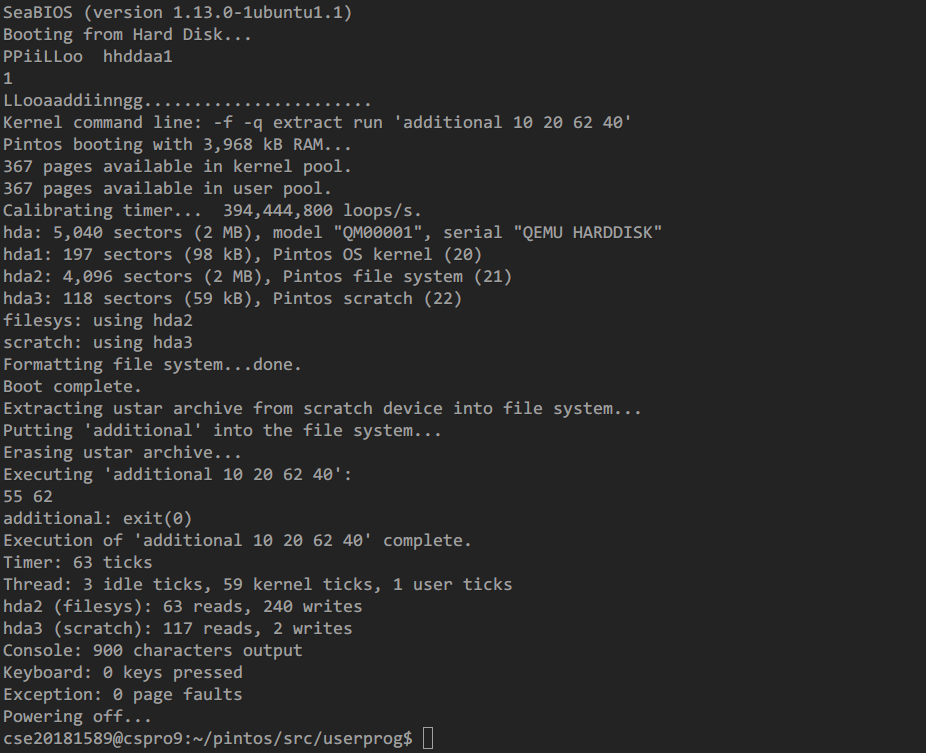 SeaBIOS (version 1.13.0-1ubuntu1.1)
Booting from Hard Disk...
PPiiLLoo  hhddaa1
1
LLooaaddiinngg.......................
Kernel command line: -f -q extract run 'additional 10 20 62 40'
Pintos booting with 3,968 kB RAM...
367 pages available in kernel pool.
367 pages available in user pool.
Calibrating timer...  394,444,800 loops/s.
hda: 5,040 sectors (2 MB), model "QM00001", serial "QEMU HARDDISK"
hda1: 197 sectors (98 kB), Pintos OS kernel (20)
hda2: 4,096 sectors (2 MB), Pintos file system (21)
hda3: 118 sectors (59 kB), Pintos scratch (22)
filesys: using hda2
scratch: using hda3
Formatting file system...done.
Boot complete.
Extracting ustar archive from scratch device into file system...
Putting 'additional' into the file system...
Erasing ustar archive...
Executing 'additional 10 20 62 40':
55 62
additional: exit(0)
Execution of 'additional 10 20 62 40' complete.
Timer: 63 ticks
Thread: 3 idle ticks, 59 kernel ticks, 1 user ticks
hda2 (filesys): 63 reads, 240 writes
hda3 (scratch): 117 reads, 2 writes
Console: 900 characters output
Keyboard: 0 keys pressed
Exception: 0 page faults
Powering off...
cse20181589@cspro9:~/pintos/src/userprog$